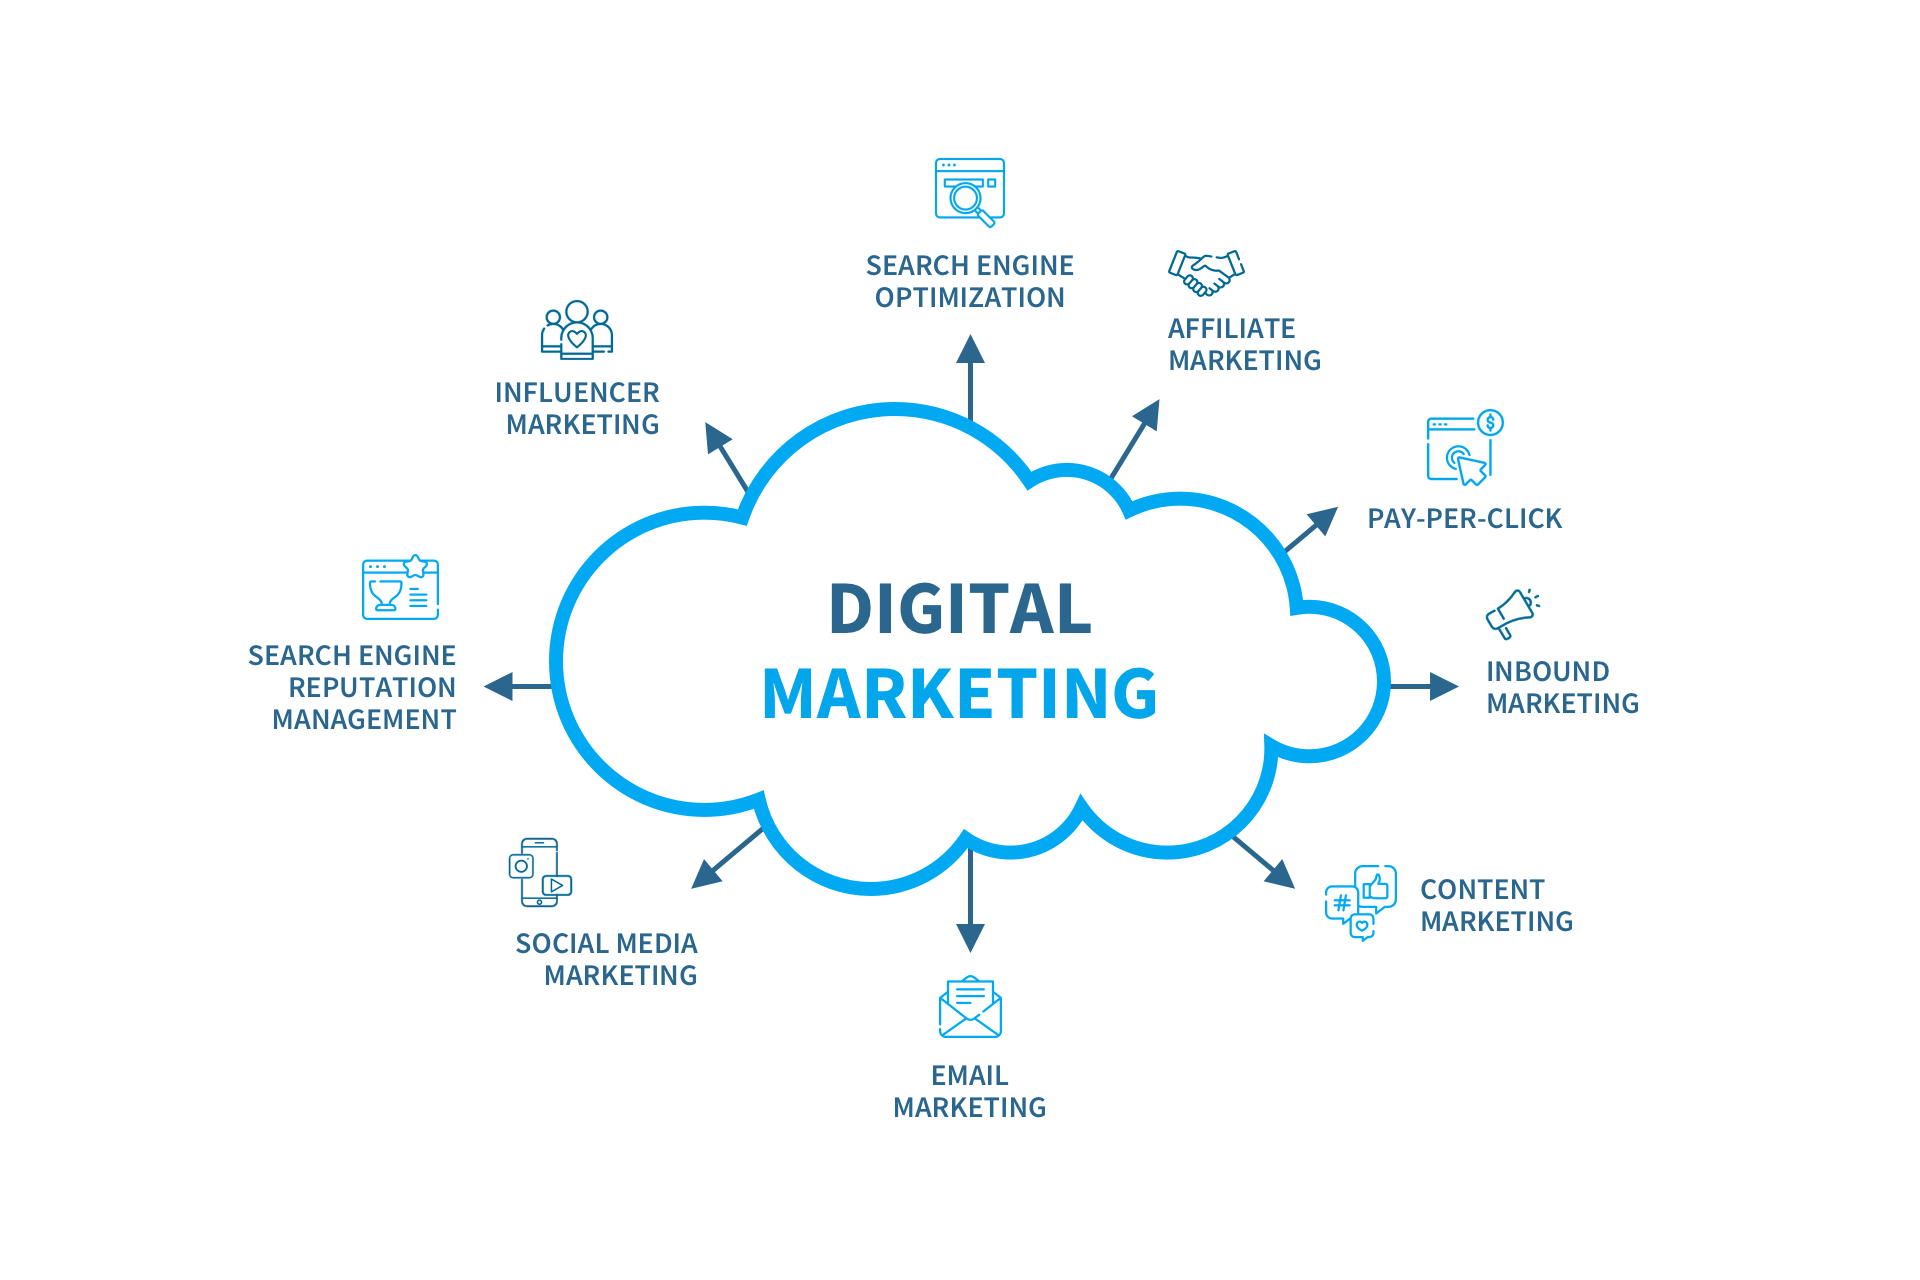 SEARCH ENGINE
OPTIMIZATION
AFFILIATE
MARKETING
INFLUENCER
MARKETING
$
PAY-PER-CLICK
DIGITAL
MARKETING
SEARCH ENGINE
REPUTATION
MANAGEMENT
INBOUND
MARKETING
#
CONTENT
MARKETING
SOCIAL MEDIA
MARKETING
EMAIL
MARKETING